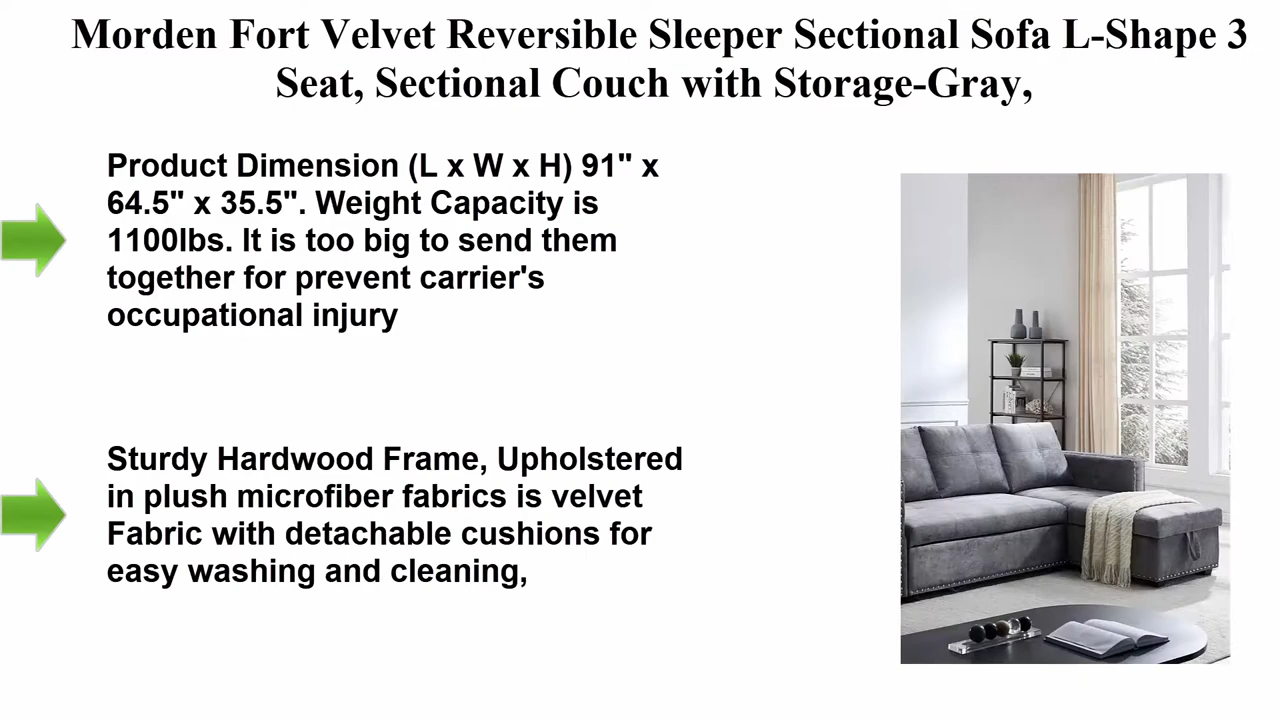 Morden Fort Velvet Reversible Sleeper Sectional Sofa L-Shape 3
Seat, Sectional Couch with Storage-Gray,
Product Dimension (L x W x H) 91" x
64.5" x 35.5". Weight Capacity is
1100lbs. It is too big to send them
together for prevent carrier's
occupational injury
Sturdy Hardwood Frame, Upholstered
in plush microfiber fabrics is velvet
Fabric with detachable cushions for
easy washing and cleaning,